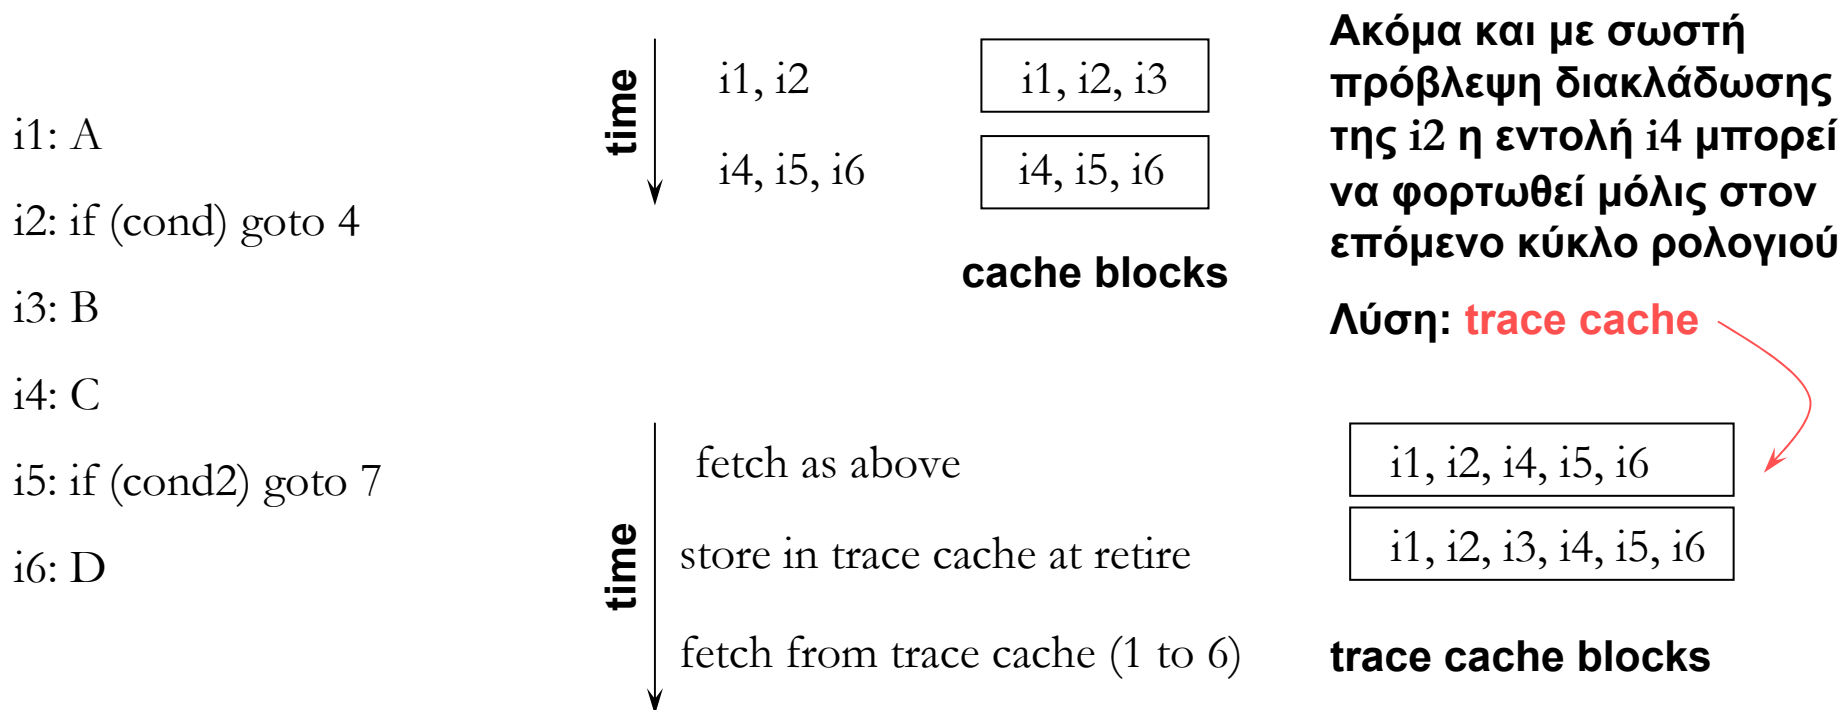 i1: A
i2: if (cond) goto 4
i3: B
i4: C
i5: if (cond2) goto 7
i6: D
time
i1, i2
i4, i5, i6
i1, i2, i3
i4, i5, i6
cache blocks
Ακόμα και με σωστή
πρόβλεψη διακλάδωσης
της i2 η εντολή i4 μπορεί
να φορτωθεί μόλις στον
επόμενο κύκλο ρολογιού
Λύση: trace cache
time
fetch as above
store in trace cache at retire
fetch from trace cache (1 to 6)
i1, i2, i4, i5, i6
i1, i2, i3, i4, i5, i6
trace cache blocks